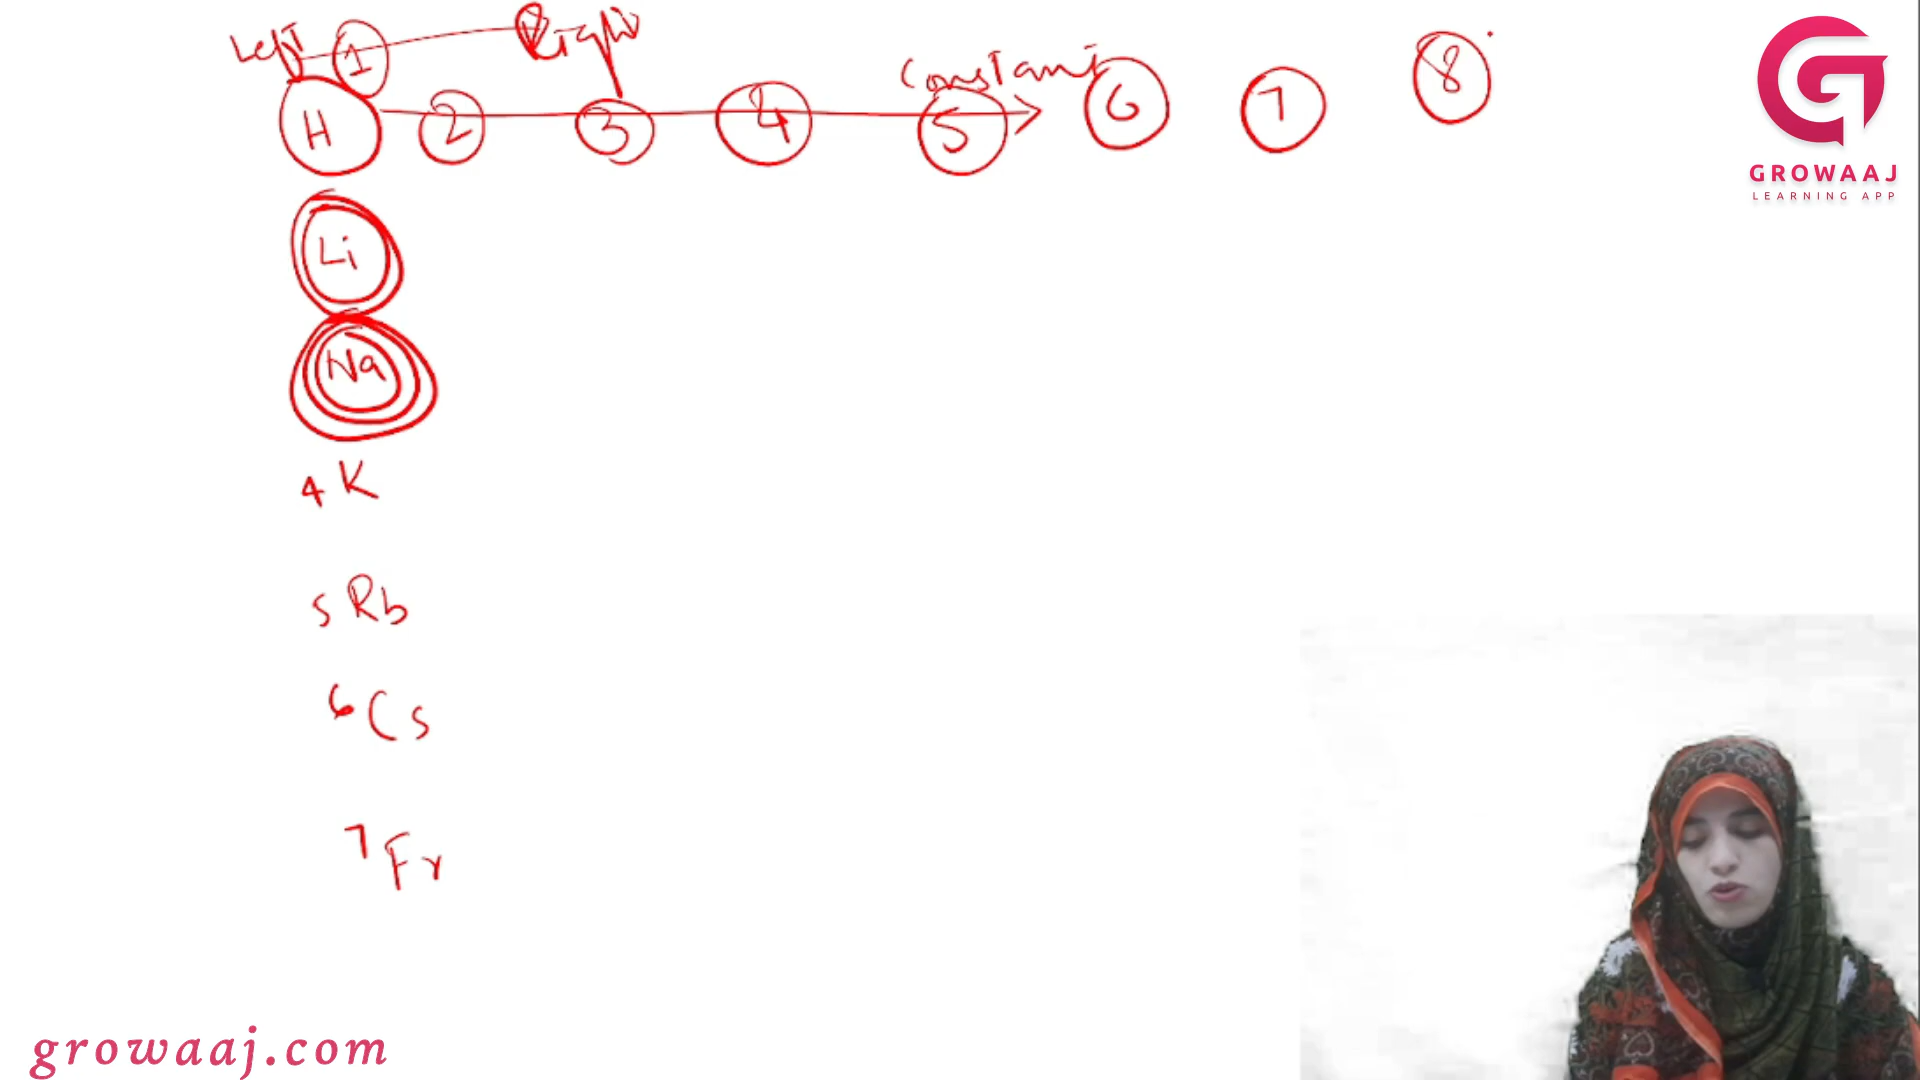 Left 1 Right
Constant
H 2 3 4 5 6 7 8
Li
Na
4 K
5 Rb
6 Cs
7 Fr
GROWAAJ
LEARNING APP
growaaj.com